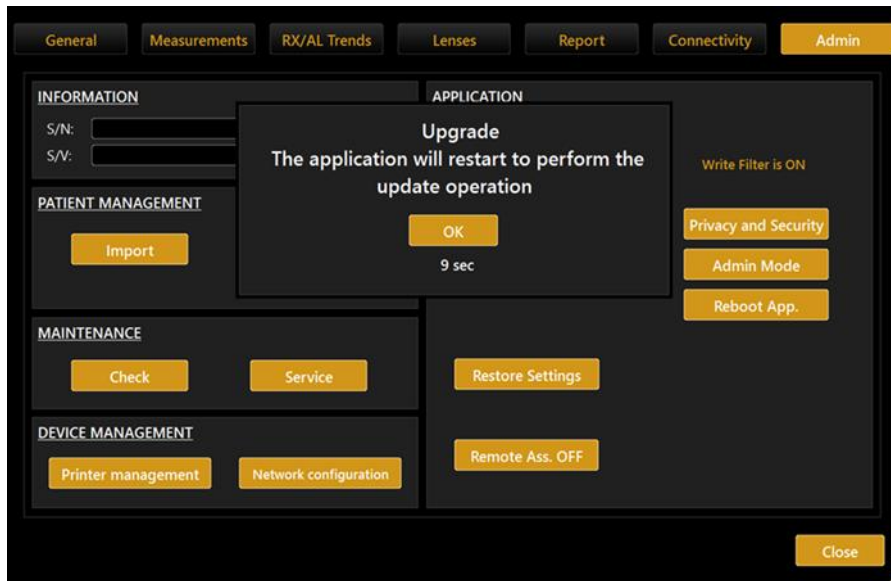 General
Measurements
RX/AL Trends
Lenses
Report
Connectivity
Admin
INFORMATION
S/N:
S/V:
PATIENT MANAGEMENT
Import
MAINTENANCE
Check
Service
DEVICE MANAGEMENT
Printer management
Network configuration
APPLICATION
Write Filter is ON
Privacy and Security
Admin Mode
Reboot App.
Restore Settings
Remote Ass. OFF
Upgrade
The application will restart to perform the
update operation
OK
9 sec
Close